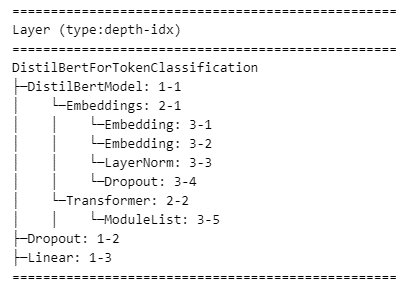 ==================================================
Layer (type:depth-idx)
==================================================
DistilBertForTokenClassification
├─DistilBertModel: 1-1
│    └─Embeddings: 2-1
│    │    └─Embedding: 3-1
│    │    └─Embedding: 3-2
│    │    └─LayerNorm: 3-3
│    │    └─Dropout: 3-4
│    └─Transformer: 2-2
│    │    └─ModuleList: 3-5
├─Dropout: 1-2
├─Linear: 1-3
==================================================